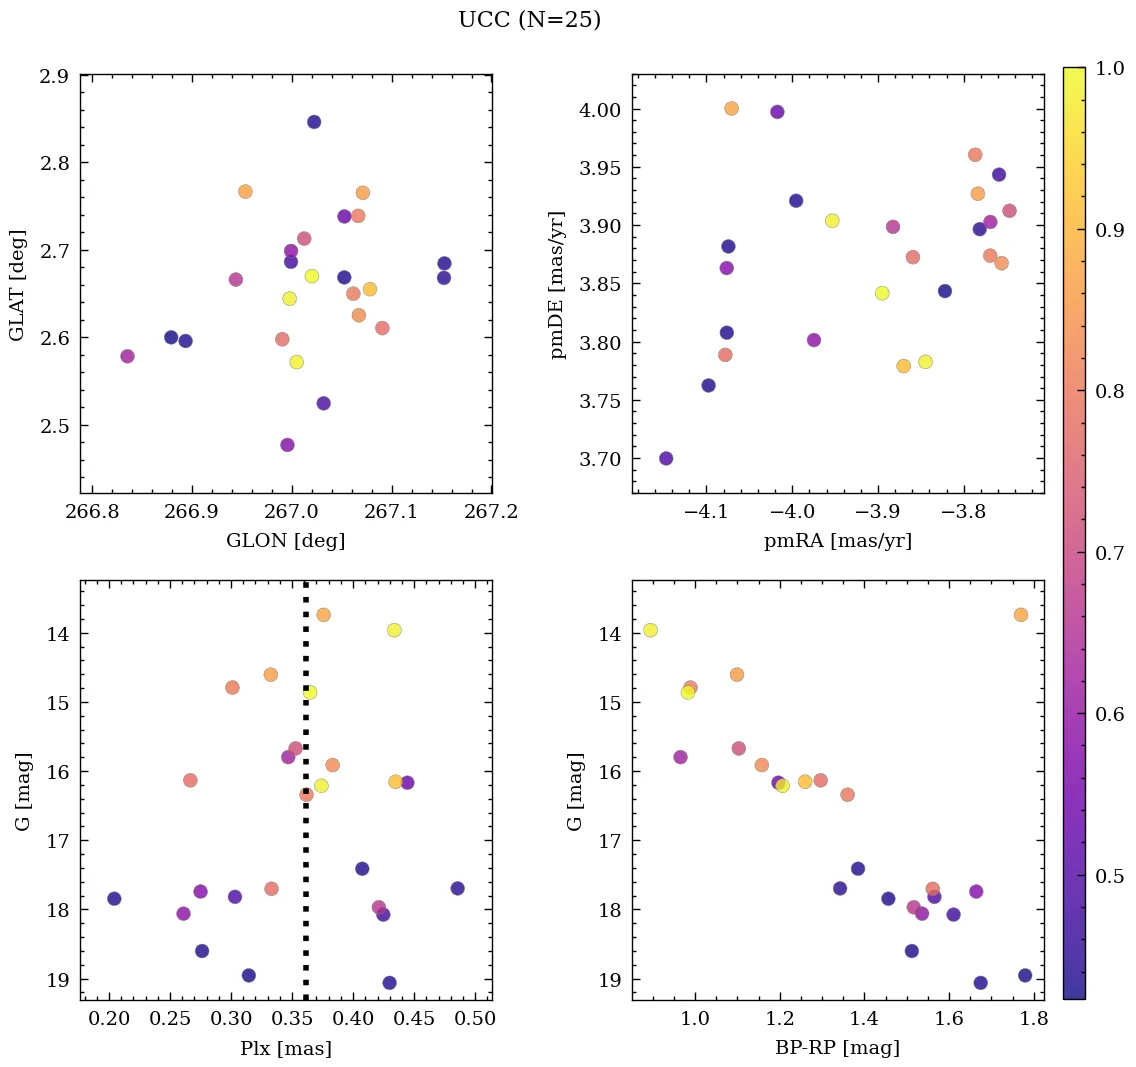 UCC (N=25)
2.9
2.8
2.7
2.6
2.5
GLAT [deg]
266.8 266.9 267.0 267.1 267.2
GLON [deg]
4.00
3.95
3.90
3.85
3.80
3.75
3.70
pmDE [mas/yr]
−4.1 −4.0 −3.9 −3.8
pmRA [mas/yr]
14
15
16
17
18
19
G [mag]
0.20 0.25 0.30 0.35 0.40 0.45 0.50
Plx [mas]
14
15
16
17
18
19
G [mag]
1.0 1.2 1.4 1.6 1.8
BP-RP [mag]
1.0
0.9
0.8
0.7
0.6
0.5